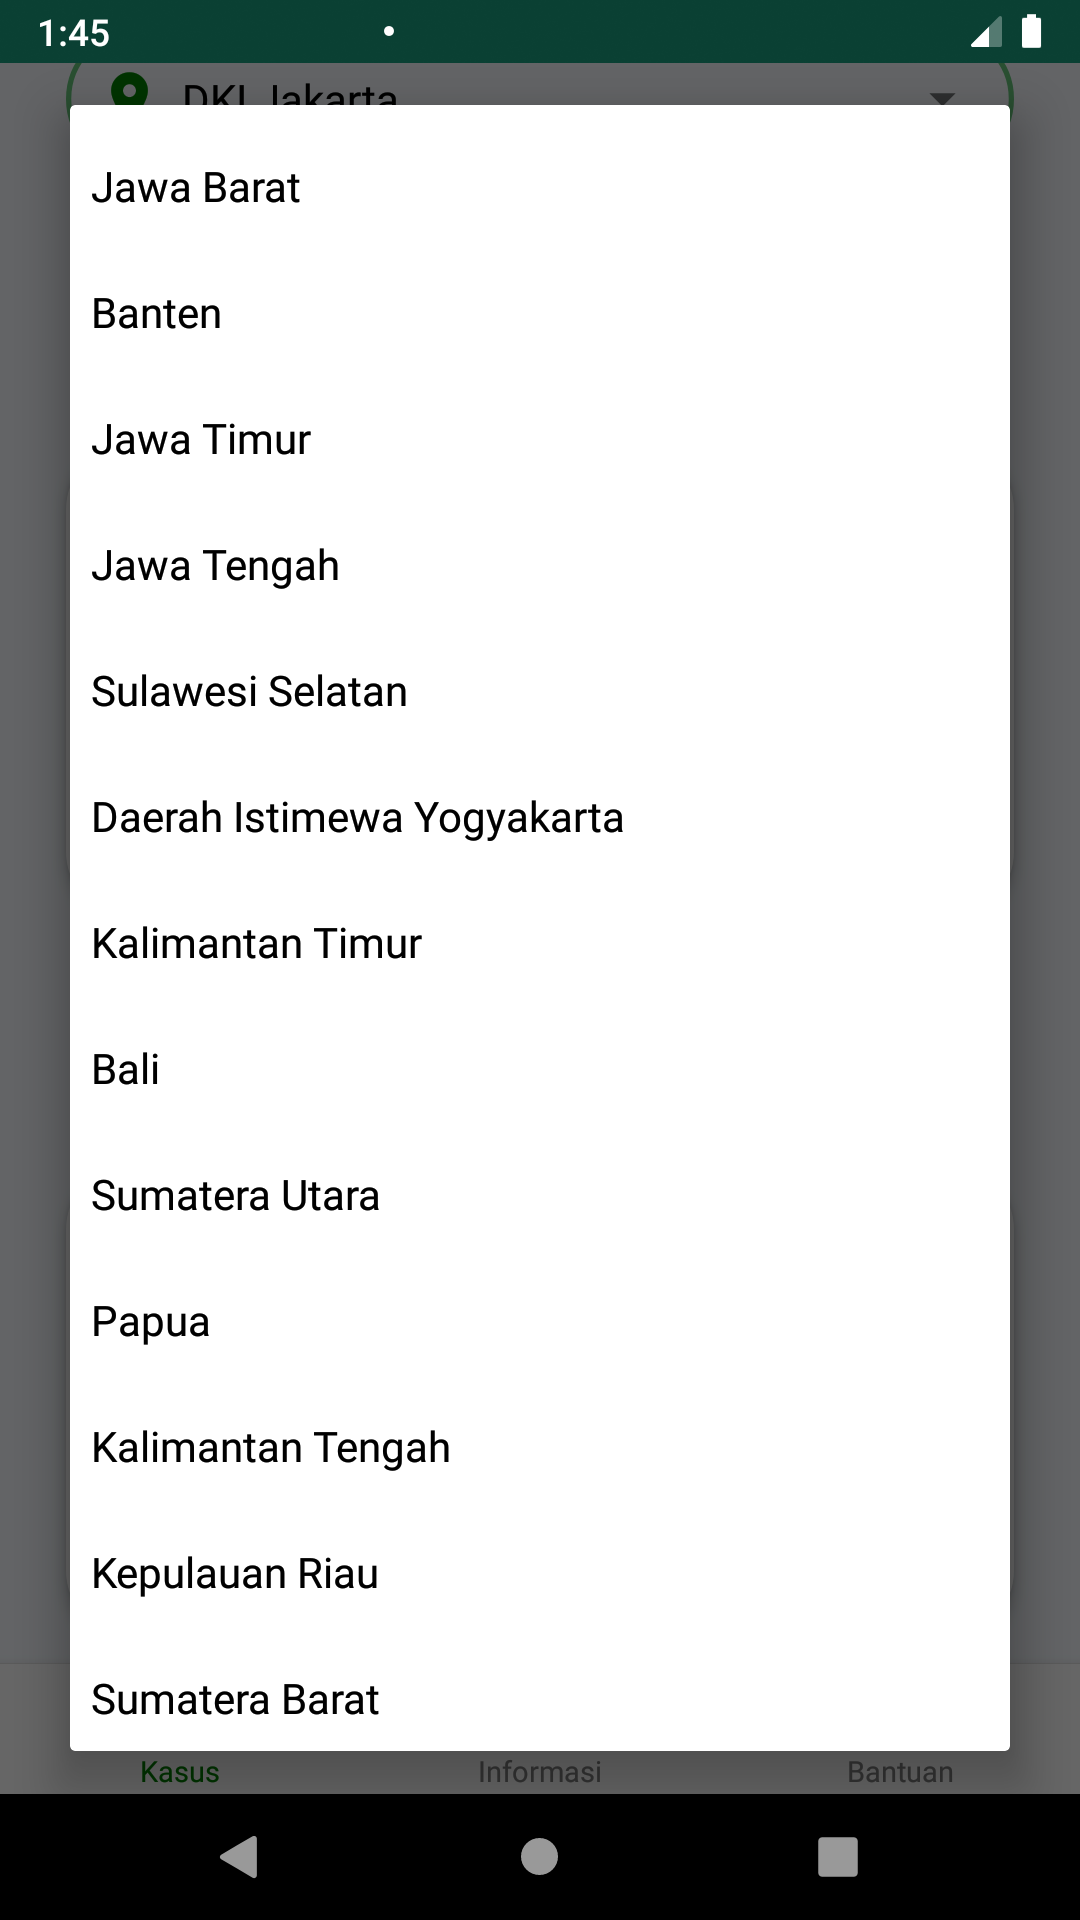 1:45
DKI Jakarta
Jawa Barat
Banten
Jawa Timur
Jawa Tengah
Sulawesi Selatan
Daerah Istimewa Yogyakarta
Kalimantan Timur
Bali
Sumatera Utara
Papua
Kalimantan Tengah
Kepulauan Riau
Sumatera Barat
Kasus
Informasi
Bantuan